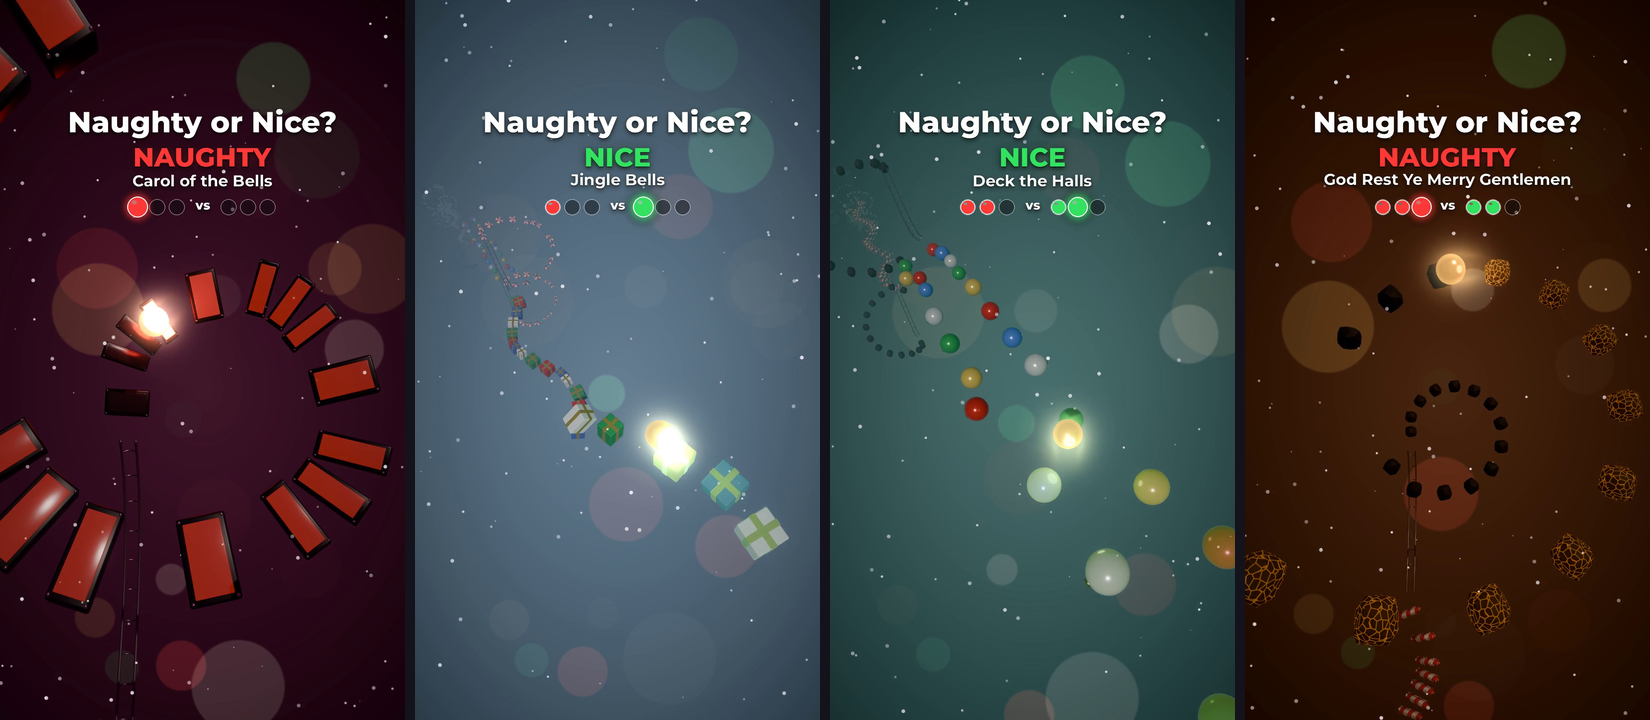 Naughty or Nice?
NAUGHTY
Carol of the Bells
vs
Naughty or Nice?
NICE
Jingle Bells
vs
Naughty or Nice?
NICE
Deck the Halls
vs
Naughty or Nice?
NAUGHTY
God Rest Ye Merry Gentlemen
vs